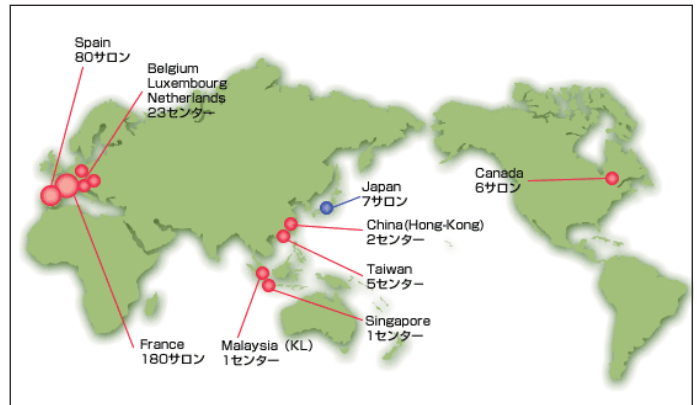 Spain
80サロン
Belgium
Luxembourg
Netherlands
23センター
Canada
6サロン
Japan
7サロン
China(Hong-Kong)
2センター
Taiwan
5センター
Singapore
1センター
France
180サロン
Malaysia（KL）
1センター